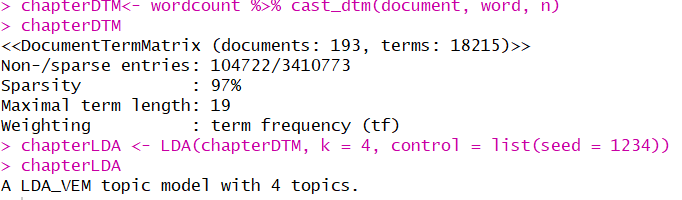 > chapterDTM<- wordcount %>% cast_dtm(document, word, n)
> chapterDTM
<<DocumentTermMatrix (documents: 193, terms: 18215)>>
Non-/sparse entries: 104722/3410773
Sparsity           : 97%
Maximal term length: 19
Weighting          : term frequency (tf)
> chapterLDA <- LDA(chapterDTM, k = 4, control = list(seed = 1234))
> chapterLDA
A LDA_VEM topic model with 4 topics.